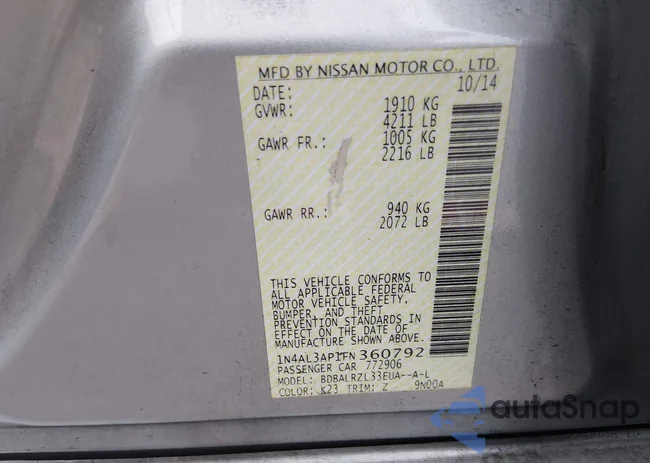 MFD BY NISSAN MOTOR CO., LTD.
DATE: 10/14
GVWR: 1910 KG
4211 LB
GAWR FR.: 1005 KG
2216 LB
GAWR RR.: 940 KG
2072 LB
THIS VEHICLE CONFORMS TO
ALL APPLICABLE FEDERAL
MOTOR VEHICLE SAFETY,
BUMPER, AND THEFT
PREVENTION STANDARDS IN
EFFECT ON THE DATE OF
MANUFACTURE.
1N4AL3AP1FN360792
PASSENGER CAR 772906
MODEL: BDBALRZL33EUA--A-L
COLOR: K23 TRIM: Z 9N00A
autoSnap